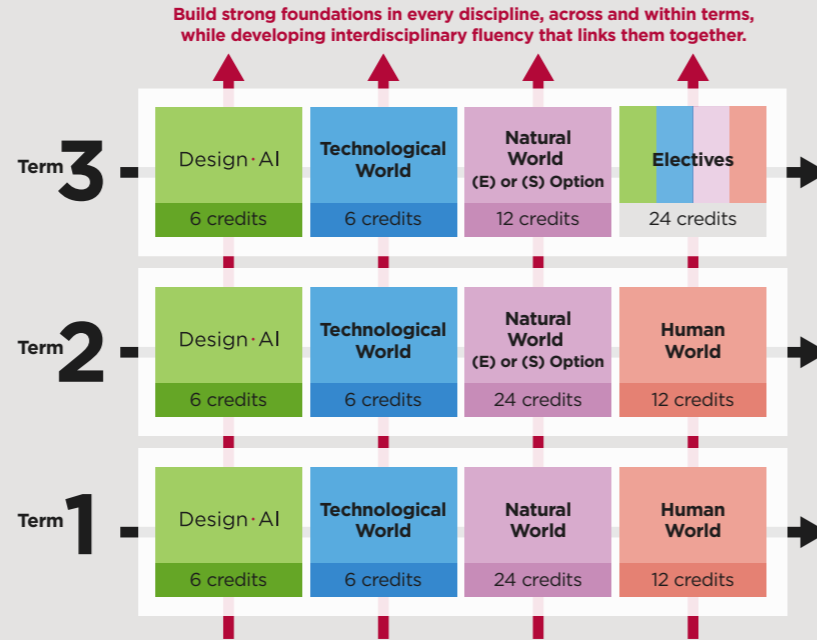 Build strong foundations in every discipline, across and within terms,
while developing interdisciplinary fluency that links them together.
Term 3
Design·AI
6 credits
Technological
World
6 credits
Natural
World
(E) or (S) Option
12 credits
Electives
24 credits
Term 2
Design·AI
6 credits
Technological
World
6 credits
Natural
World
(E) or (S) Option
24 credits
Human
World
12 credits
Term 1
Design·AI
6 credits
Technological
World
6 credits
Natural
World
24 credits
Human
World
12 credits